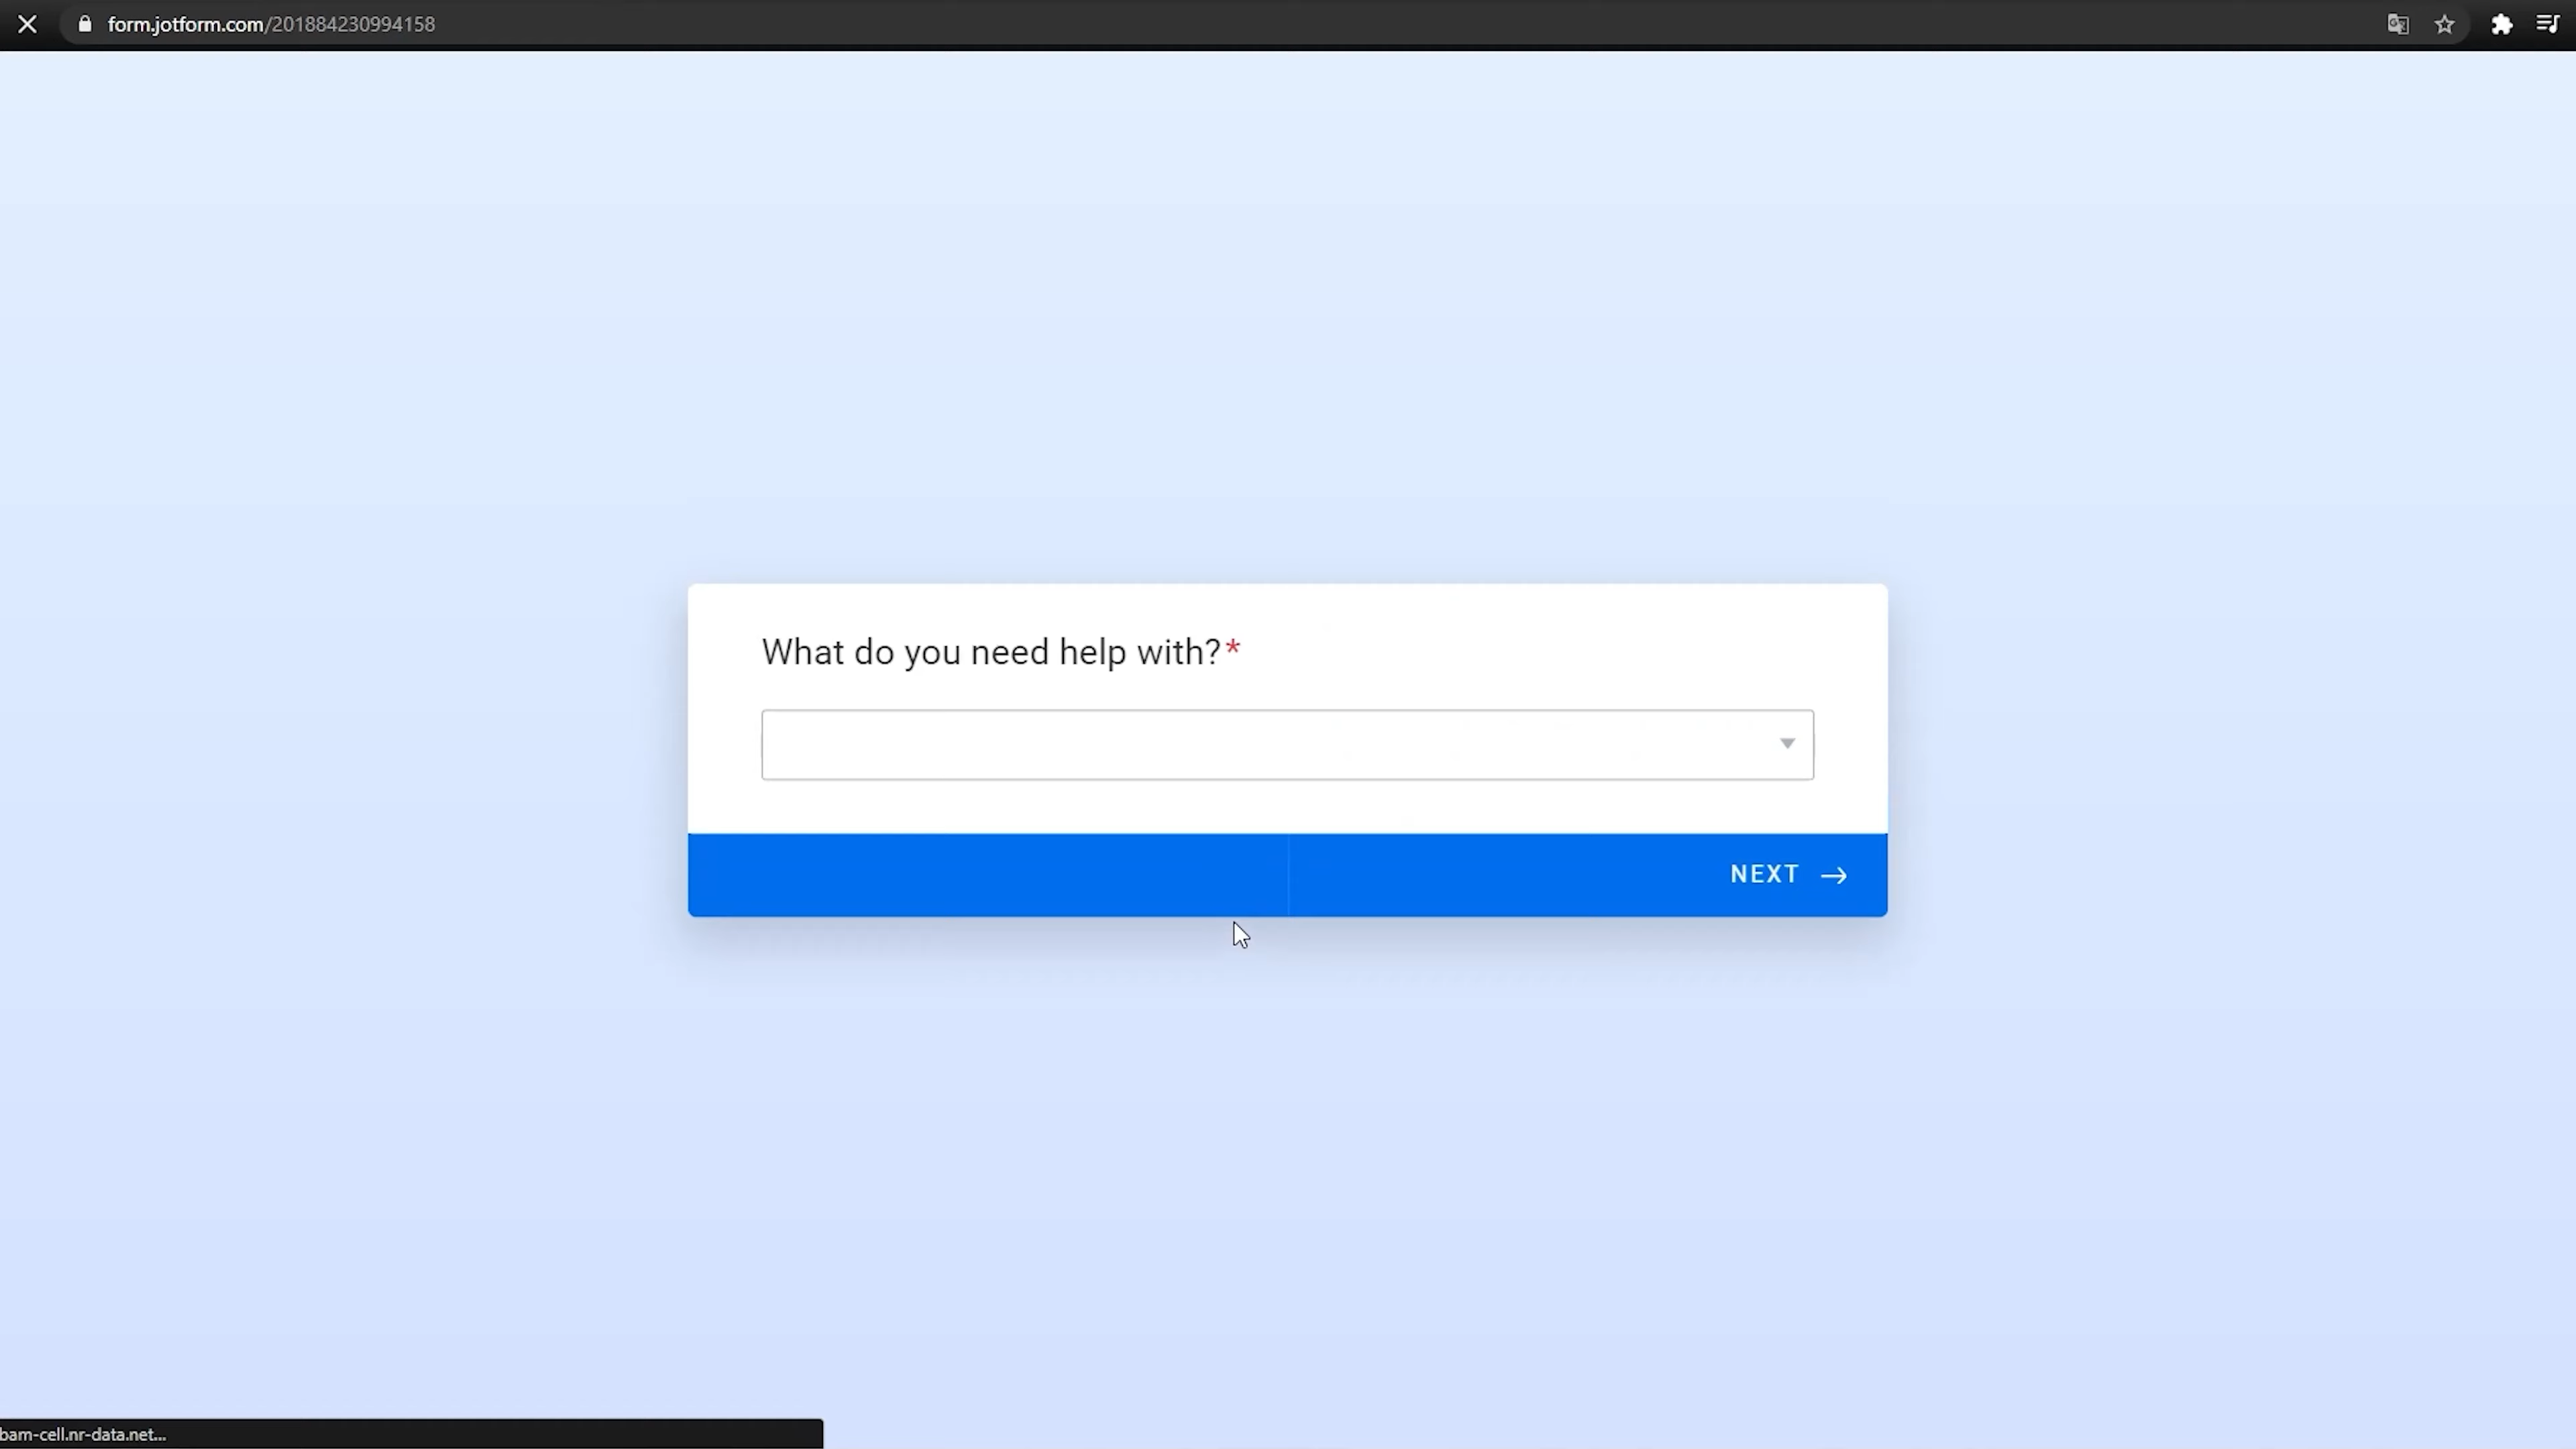 form.jotform.com/201884230994158
What do you need help with?*
NEXT →
bam-cell.nr-data.net...